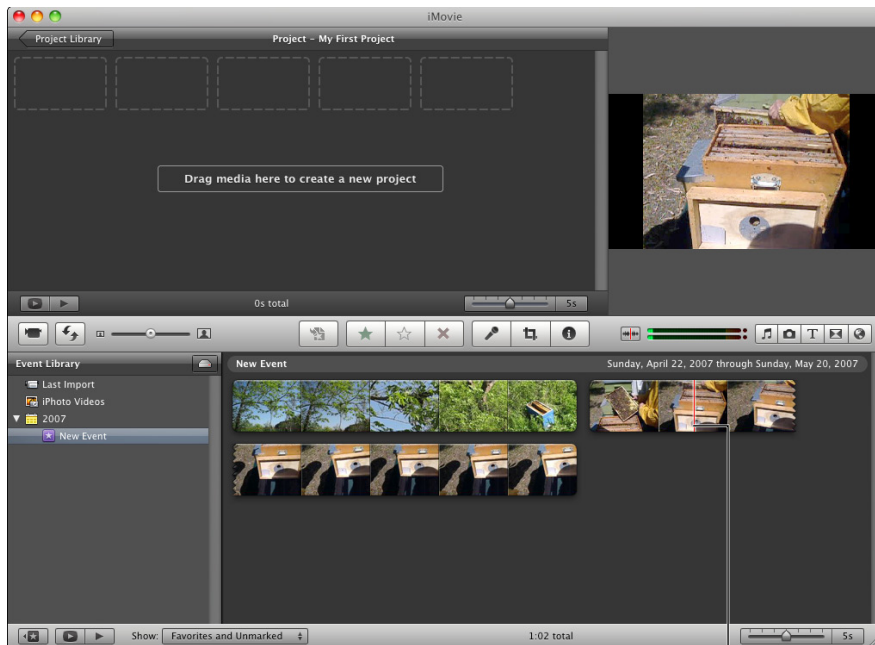 iMovie
Project Library
Project - My First Project
Drag media here to create a new project
0s total
5s
T
Event Library
New Event
Sunday, April 22, 2007 through Sunday, May 20, 2007
Last Import
iPhoto Videos
2007
New Event
Show: Favorites and Unmarked
1:02 total
5s